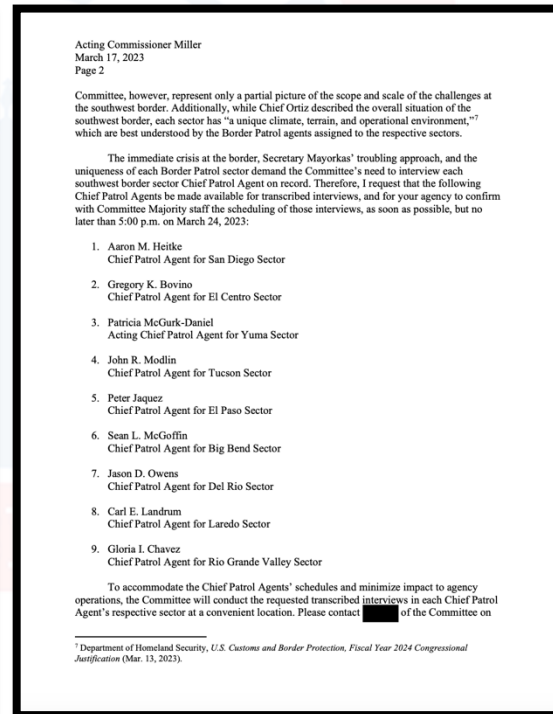 Acting Commissioner Miller
March 17, 2023
Page 2
Committee, however, represent only a partial picture of the scope and scale of the challenges at
the southwest border. Additionally, while Chief Ortiz described the overall situation of the
southwest border, each sector has “a unique climate, terrain, and operational environment,”7
which are best understood by the Border Patrol agents assigned to the respective sectors.
The immediate crisis at the border, Secretary Mayorkas’ troubling approach, and the
uniqueness of each Border Patrol sector demand the Committee’s need to interview each
southwest border sector Chief Patrol Agent on record. Therefore, I request that the following
Chief Patrol Agents be made available for transcribed interviews, and for your agency to confirm
with Committee Majority staff the scheduling of those interviews, as soon as possible, but no
later than 5:00 p.m. on March 24, 2023:
1. Aaron M. Heitke
Chief Patrol Agent for San Diego Sector
2. Gregory K. Bovino
Chief Patrol Agent for El Centro Sector
3. Patricia McGurk-Daniel
Acting Chief Patrol Agent for Yuma Sector
4. John R. Modlin
Chief Patrol Agent for Tucson Sector
5. Peter Jaquez
Chief Patrol Agent for El Paso Sector
6. Sean L. McGoffin
Chief Patrol Agent for Big Bend Sector
7. Jason D. Owens
Chief Patrol Agent for Del Rio Sector
8. Carl E. Landrum
Chief Patrol Agent for Laredo Sector
9. Gloria I. Chavez
Chief Patrol Agent for Rio Grande Valley Sector
To accommodate the Chief Patrol Agents’ schedules and minimize impact to agency
operations, the Committee will conduct the requested transcribed interviews in each Chief Patrol
Agent’s respective sector at a convenient location. Please contact of the Committee on
7 Department of Homeland Security, U.S. Customs and Border Protection, Fiscal Year 2024 Congressional
Justification (Mar. 13, 2023).